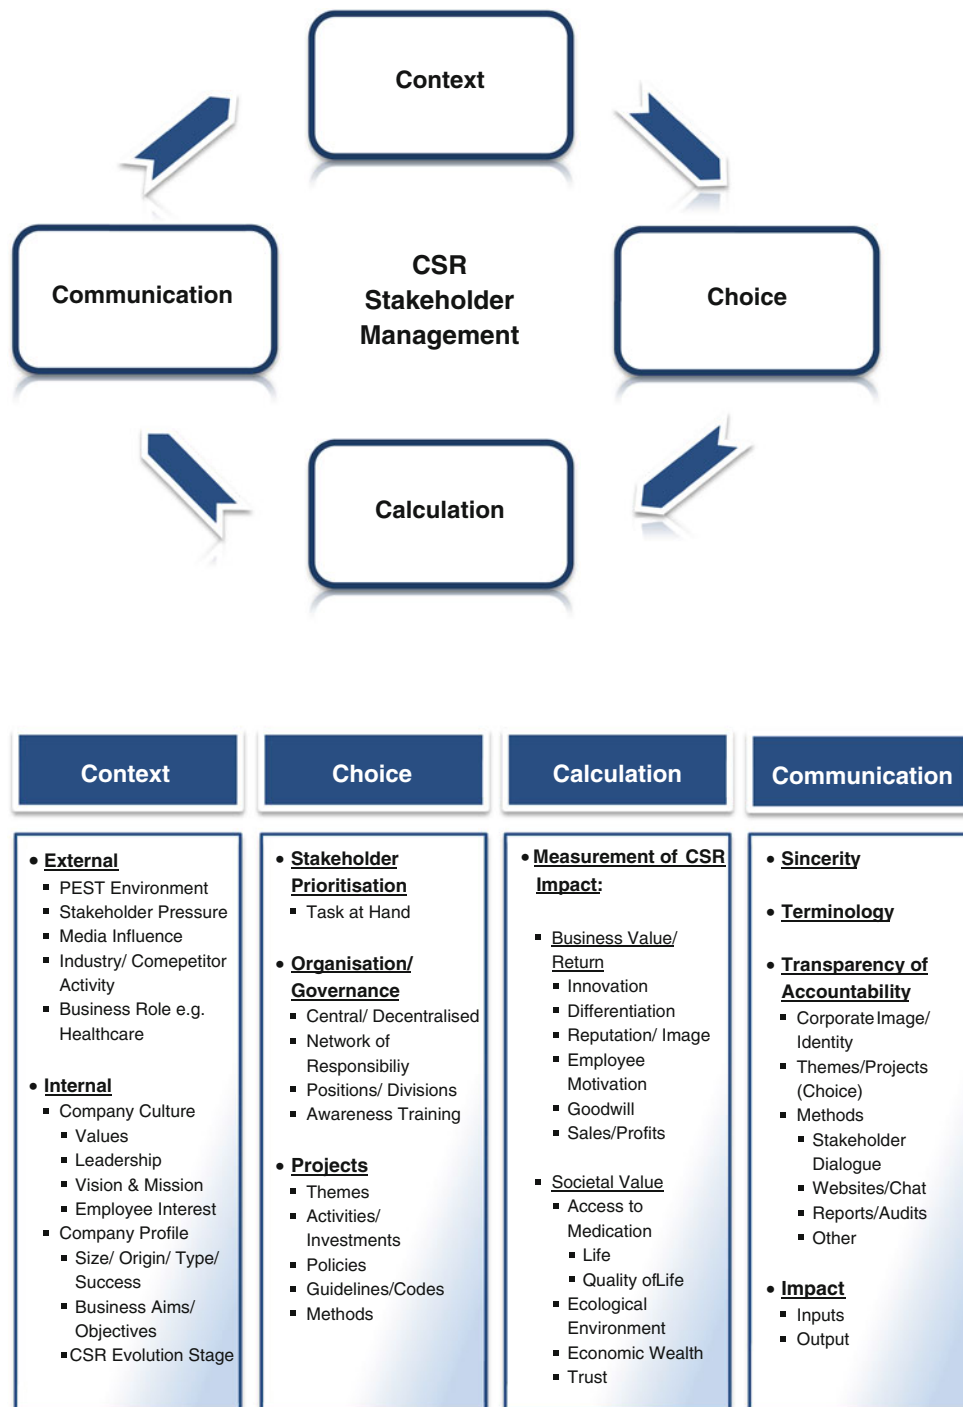 Context
Communication
CSR
Stakeholder
Management
Choice
Calculation
Context
• External
▪ PEST Environment
▪ Stakeholder Pressure
▪ Media Influence
▪ Industry/ Comepetitor
Activity
▪ Business Role e.g.
Healthcare
• Internal
▪ Company Culture
▪ Values
▪ Leadership
▪ Vision & Mission
▪ Employee Interest
▪ Company Profile
▪ Size/ Origin/ Type/
Success
▪ Business Aims/
Objectives
▪CSR Evolution Stage
Choice
• Stakeholder
Prioritisation
▪ Task at Hand
• Organisation/
Governance
▪ Central/ Decentralised
▪ Network of
Responsibiliy
▪ Positions/ Divisions
▪ Awareness Training
• Projects
▪ Themes
▪ Activities/
Investments
▪ Policies
▪ Guidelines/Codes
▪ Methods
Calculation
• Measurement of CSR
Impact:
▪ Business Value/
Return
▪ Innovation
▪ Differentiation
▪ Reputation/ Image
▪ Employee
Motivation
▪ Goodwill
▪ Sales/Profits
▪ Societal Value
▪ Access to
Medication
▪ Life
▪ Quality ofLife
▪ Ecological
Environment
▪ Economic Wealth
▪ Trust
Communication
• Sincerity
• Terminology
• Transparency of
Accountability
▪ Corporate Image/
Identity
▪ Themes/Projects
(Choice)
▪ Methods
▪ Stakeholder
Dialogue
▪ Websites/Chat
▪ Reports/Audits
▪ Other
• Impact
▪ Inputs
▪ Output